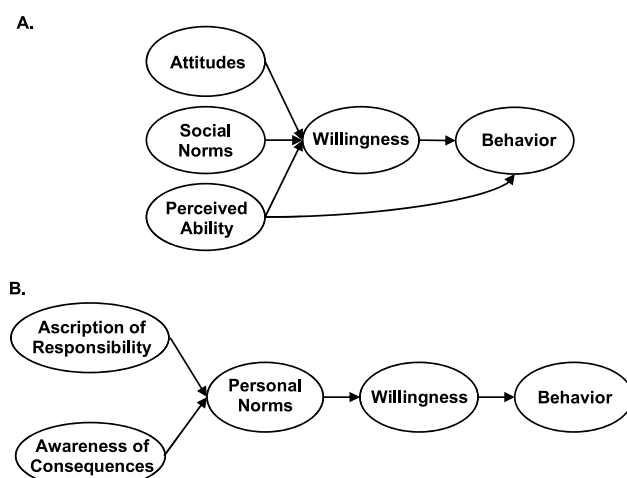 A.
Attitudes
Social
Norms
Willingness
Behavior
Perceived
Ability
B.
Ascription of
Responsibility
Personal
Norms
Willingness
Behavior
Awareness of
Consequences